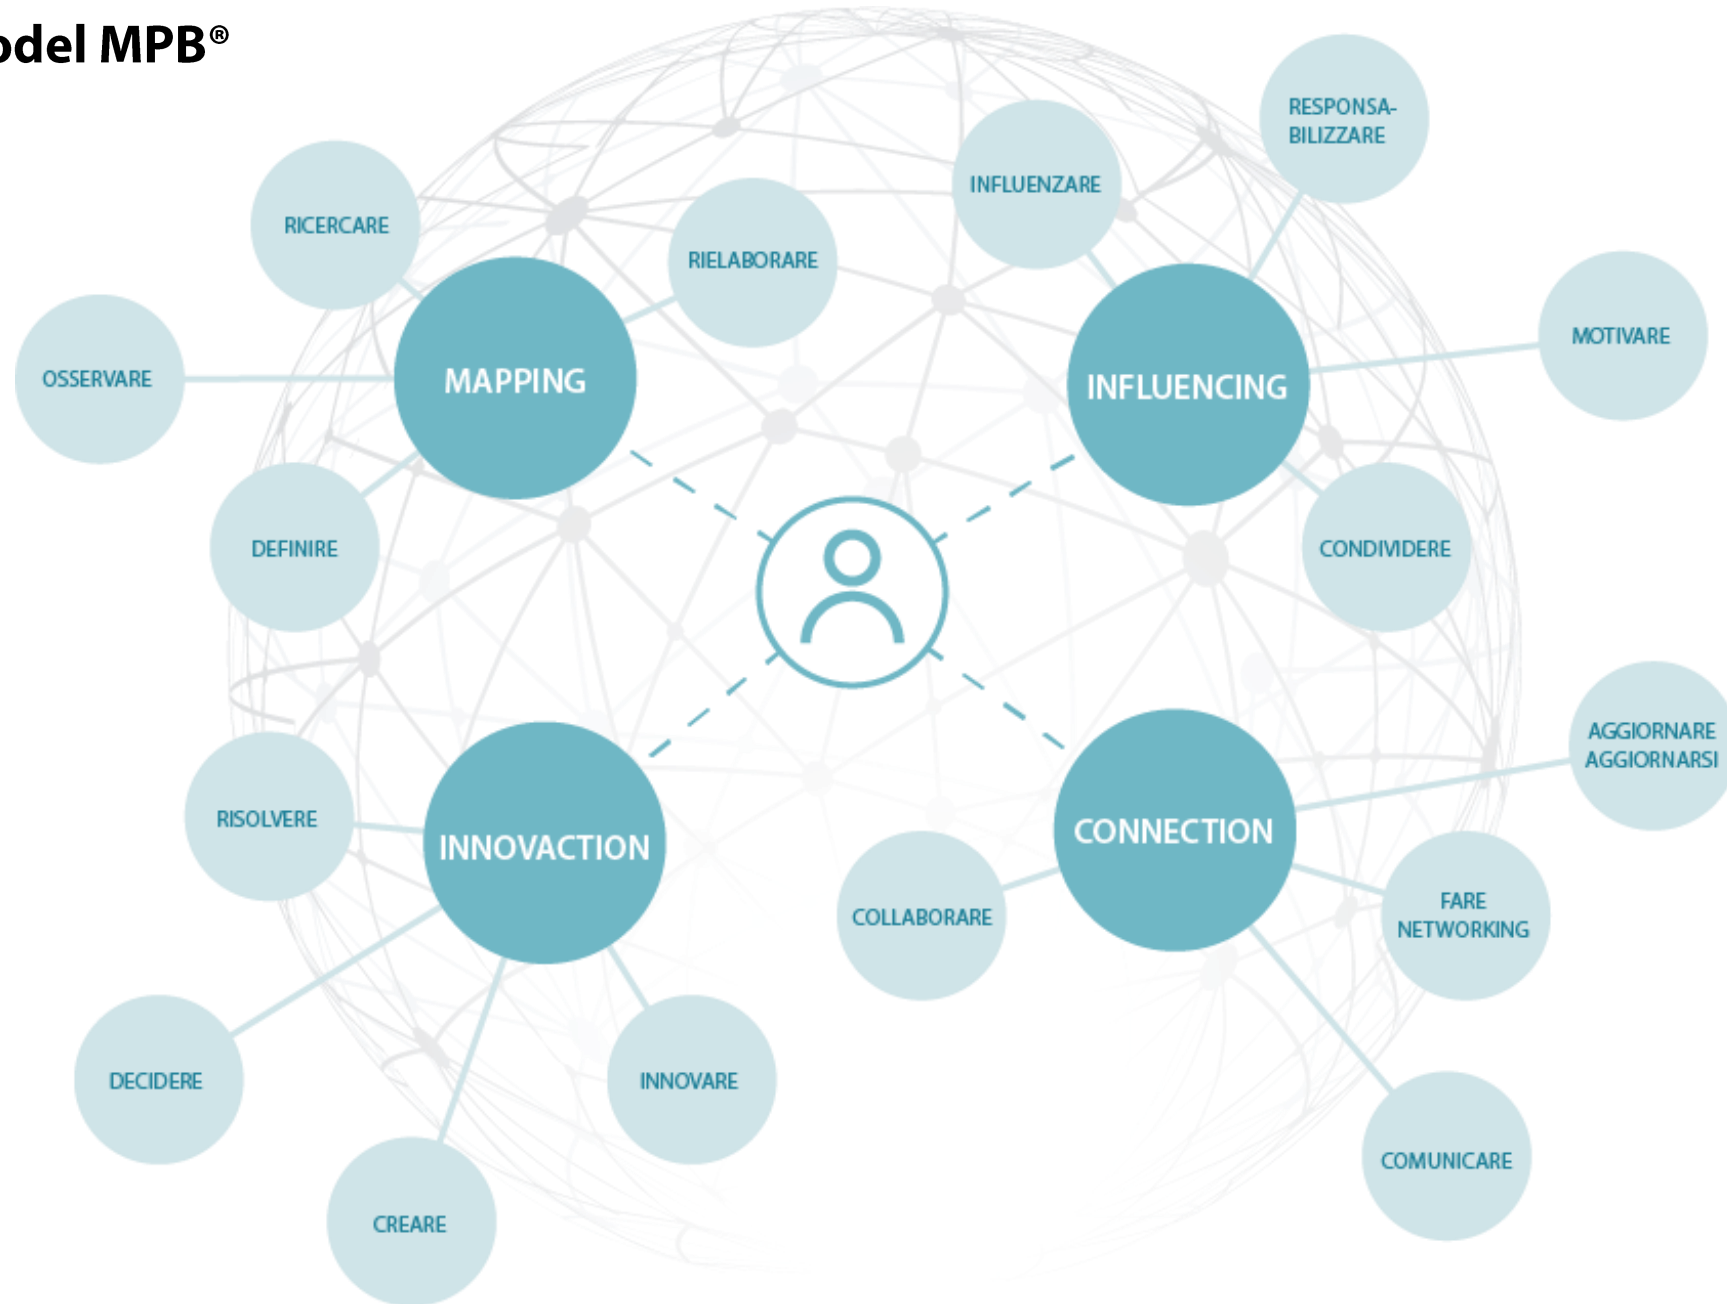 odel MPB®
RESPONSA-
BILIZZARE
INFLUENZARE
RICERCARE
RIELABORARE
MOTIVARE
OSSERVARE
MAPPING
INFLUENCING
DEFINIRE
CONDIVIDERE
AGGIORNARE
AGGIORNARSI
RISOLVERE
INNOVACTION
CONNECTION
COLLABORARE
FARE
NETWORKING
DECIDERE
INNOVARE
COMUNICARE
CREARE